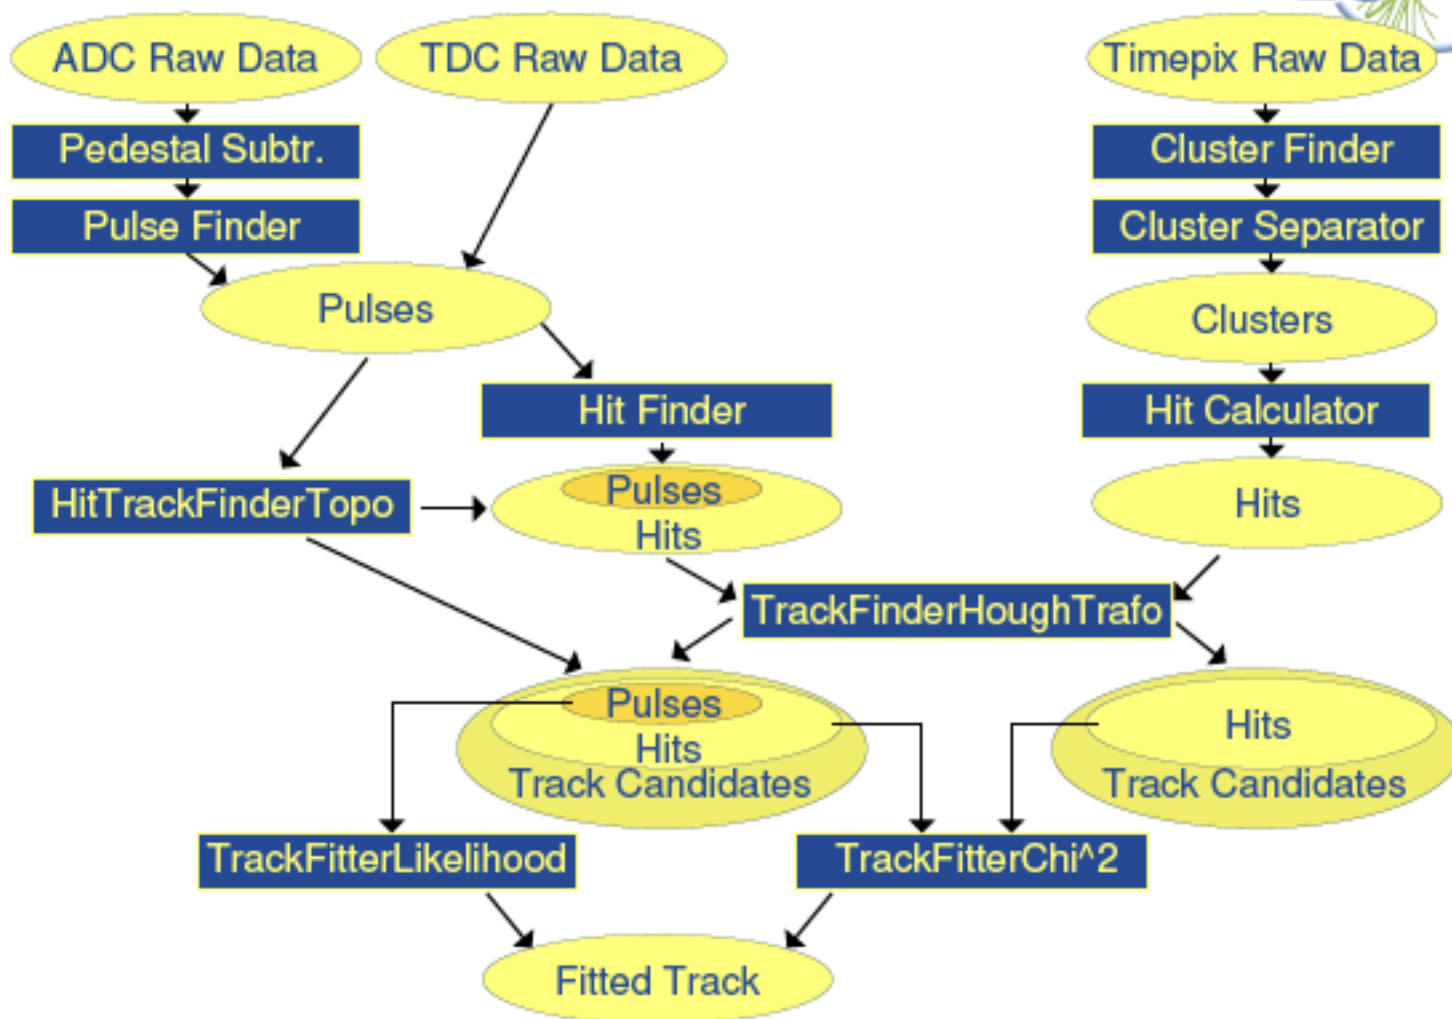 ADC Raw Data
TDC Raw Data
Timepix Raw Data
Pedestal Subtr.
Cluster Finder
Pulse Finder
Cluster Separator
Pulses
Clusters
Hit Finder
Hit Calculator
HitTrackFinderTopo
Pulses
Hits
Hits
TrackFinderHoughTrafo
Pulses
Hits
Track Candidates
Hits
Track Candidates
TrackFitterLikelihood
TrackFitterChi^2
Fitted Track